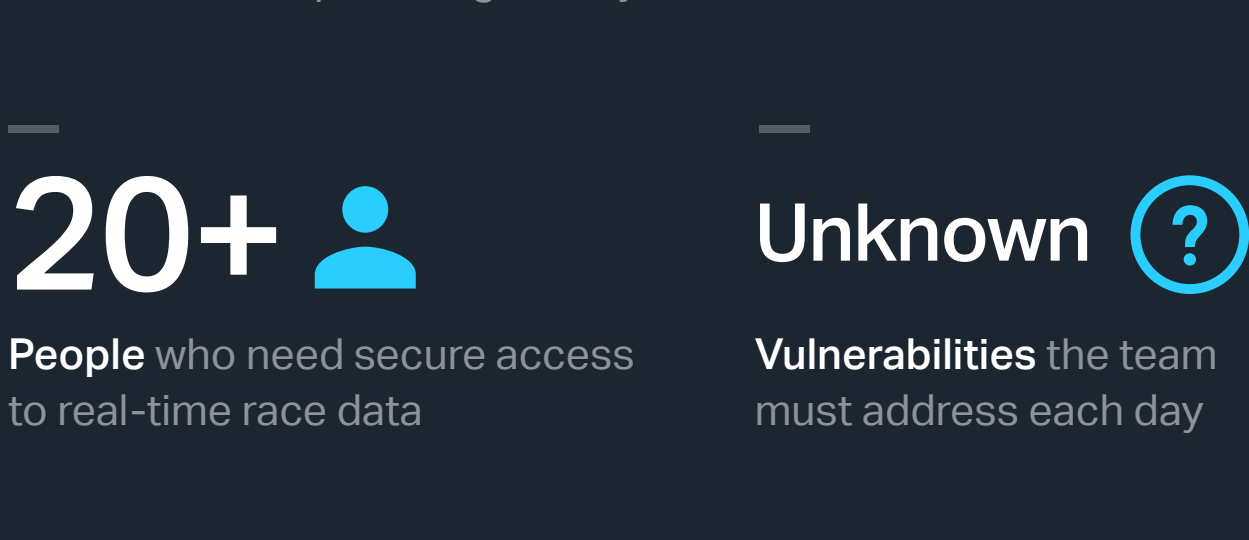 20+
People who need secure access
to real-time race data
Unknown
Vulnerabilities the team
must address each day